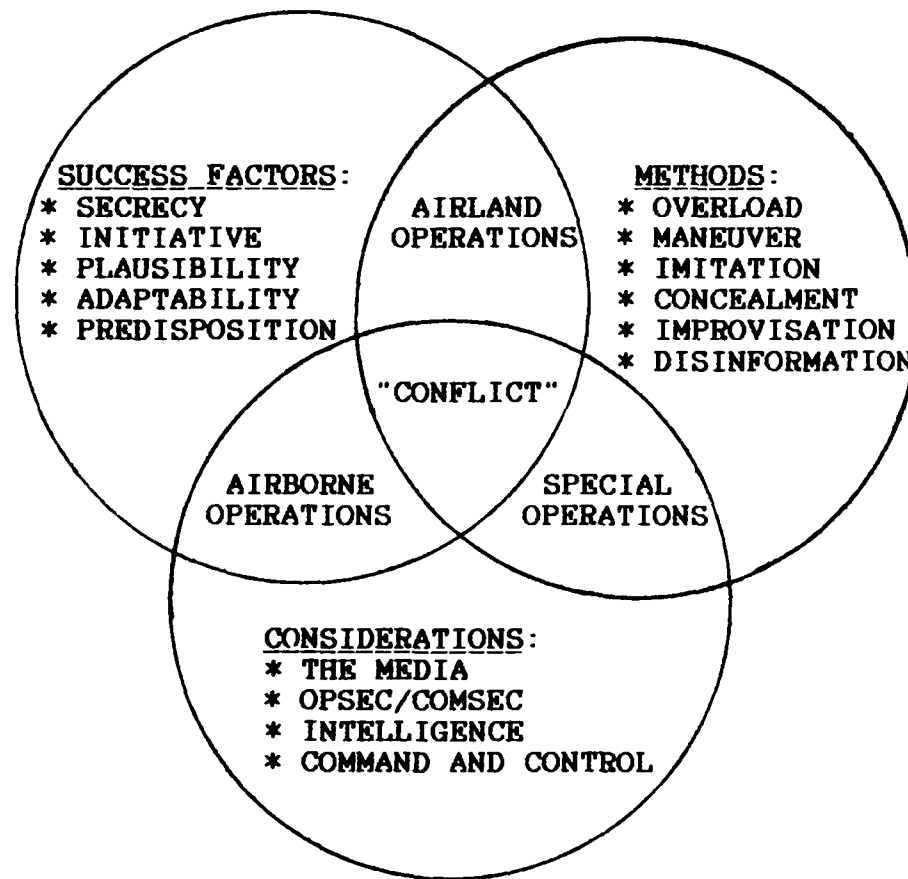 SUCCESS FACTORS:
* SECRECY
* INITIATIVE
* PLAUSIBILITY
* ADAPTABILITY
* PREDISPOSITION
AIRLAND
OPERATIONS
METHODS:
* OVERLOAD
* MANEUVER
* IMITATION
* CONCEALMENT
* IMPROVISATION
* DISINFORMATION
"CONFLICT"
AIRBORNE
OPERATIONS
SPECIAL
OPERATIONS
CONSIDERATIONS:
* THE MEDIA
* OPSEC/COMSEC
* INTELLIGENCE
* COMMAND AND CONTROL